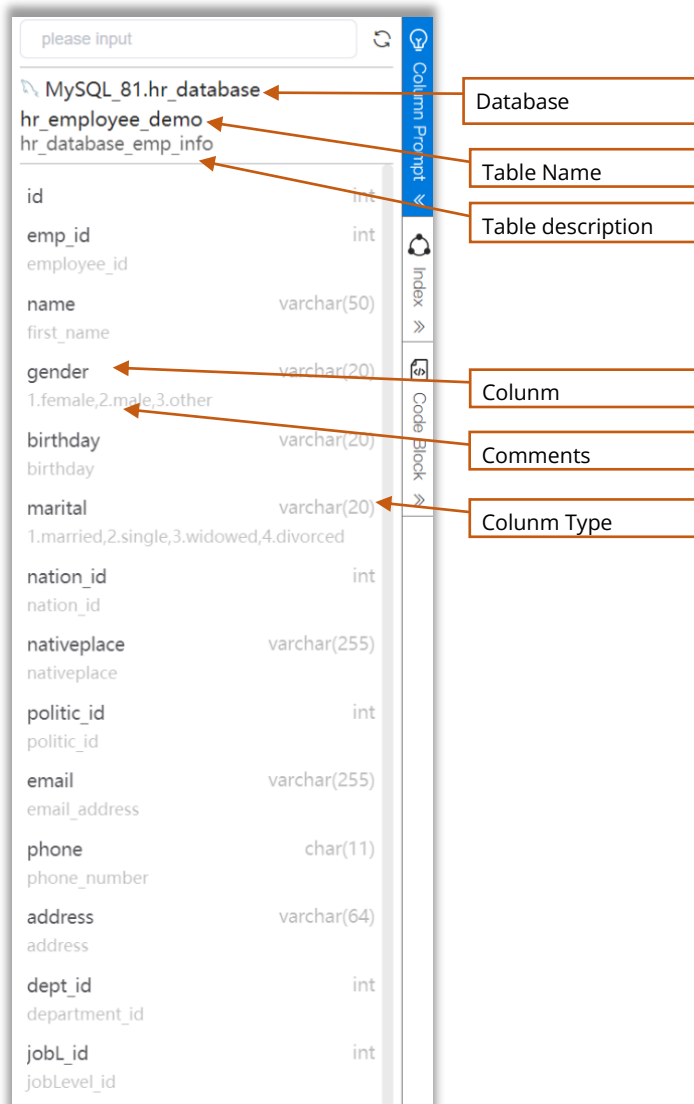 please input
MySQL_81.hr_database
hr_employee_demo
hr_database_emp_info
id int
emp_id int
employee_id
name varchar(50)
first_name
gender varchar(20)
1.female,2.male,3.other
birthday varchar(20)
birthday
marital varchar(20)
1.married,2.single,3.widowed,4.divorced
nation_id int
nation_id
nativeplace varchar(255)
nativeplace
politic_id int
politic_id
email varchar(255)
email_address
phone char(11)
phone_number
address varchar(64)
address
dept_id int
department_id
jobL_id int
jobLevel_id
Column Prompt
Index
Code Block
Database
Table Name
Table description
Colunm
Comments
Colunm Type